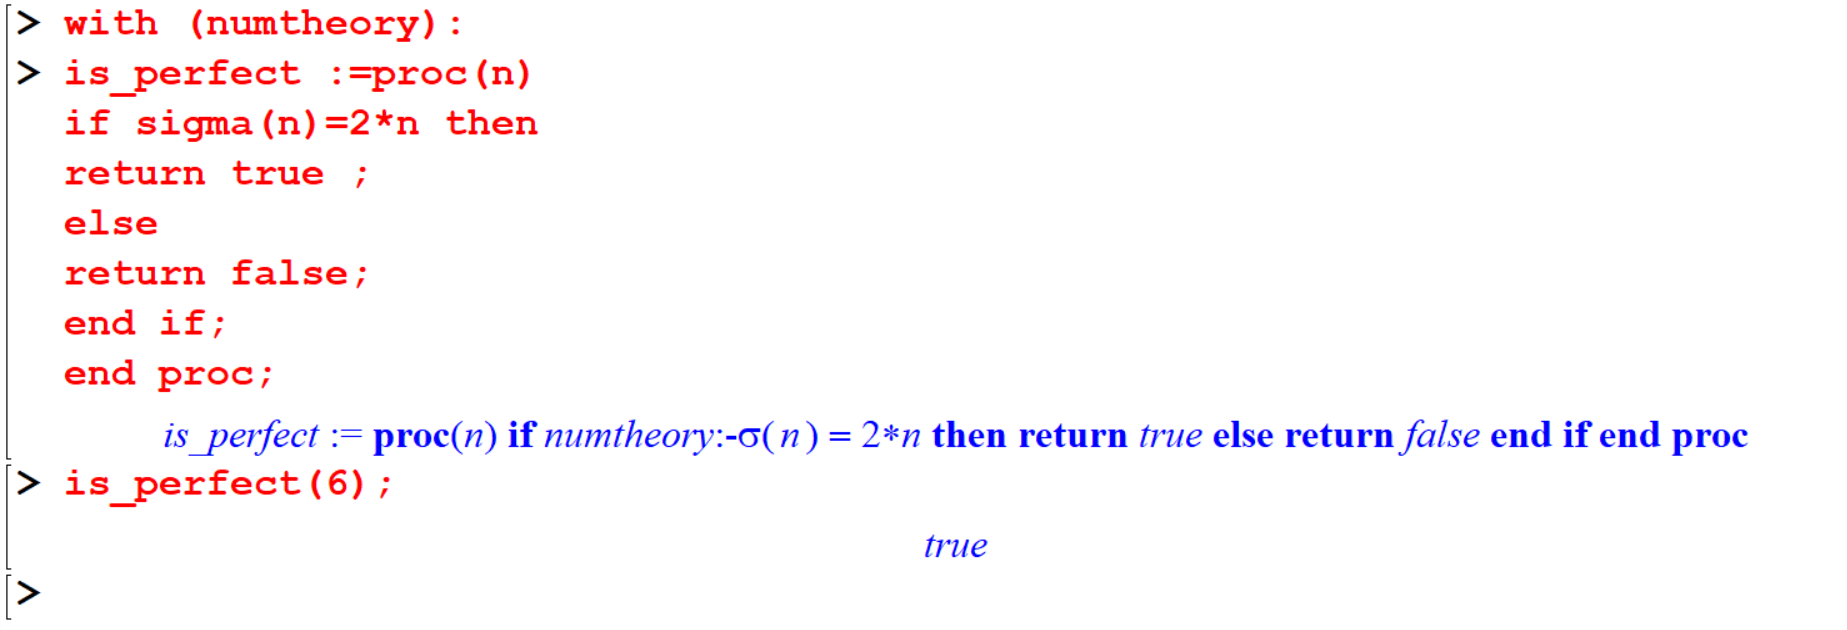 > with (numtheory):
> is_perfect :=proc(n)
if sigma(n)=2*n then
return true ;
else
return false;
end if;
end proc;
is_perfect := proc(n) if numtheory:-σ(n) = 2*n then return true else return false end if end proc
> is_perfect(6);
true
>